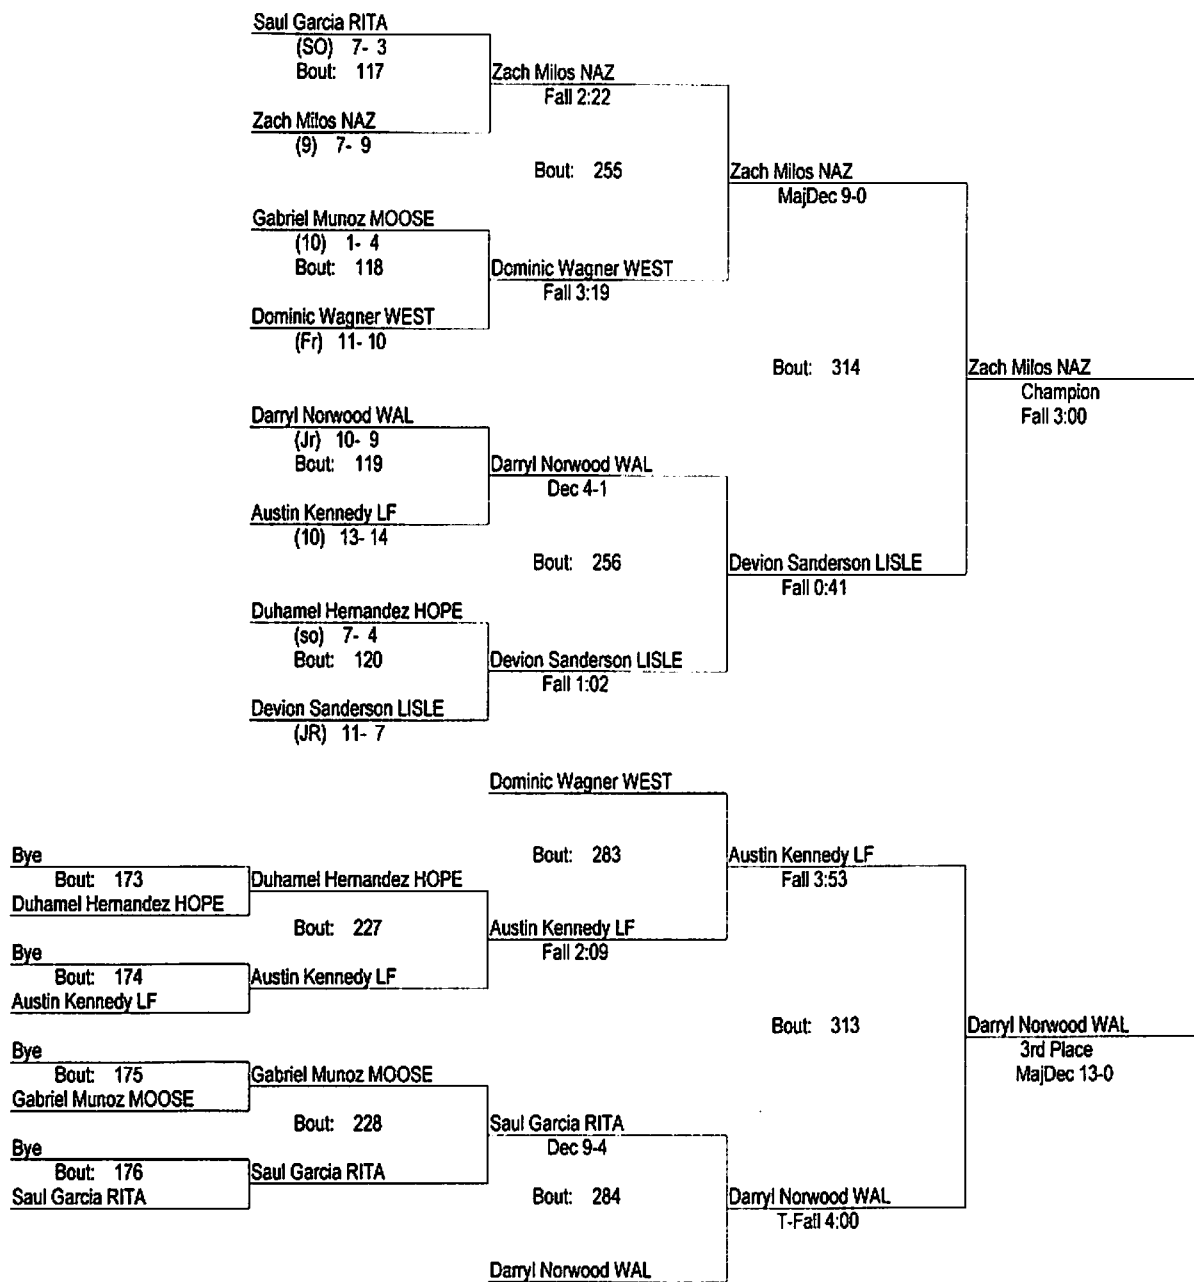 Saul Garcia RITA
(SO) 7- 3
Bout: 117
Zach Milos NAZ
(9) 7- 9
Zach Milos NAZ
Fall 2:22
Bout: 255
Gabriel Munoz MOOSE
(10) 1- 4
Bout: 118
Dominic Wagner WEST
(Fr) 11- 10
Dominic Wagner WEST
Fall 3:19
Zach Milos NAZ
MajDec 9-0
Bout: 314
Zach Milos NAZ
Champion
Fall 3:00
Darryl Norwood WAL
(Jr) 10- 9
Bout: 119
Austin Kennedy LF
(10) 13- 14
Darryl Norwood WAL
Dec 4-1
Bout: 256
Duhamel Hernandez HOPE
(so) 7- 4
Bout: 120
Devion Sanderson LISLE
(JR) 11- 7
Devion Sanderson LISLE
Fall 1:02
Devion Sanderson LISLE
Fall 0:41
Dominic Wagner WEST
Bout: 283
Bye
Bout: 173
Duhamel Hernandez HOPE
Duhamel Hernandez HOPE
Bout: 227
Bye
Bout: 174
Austin Kennedy LF
Austin Kennedy LF
Austin Kennedy LF
Fall 2:09
Austin Kennedy LF
Fall 3:53
Bout: 313
Darryl Norwood WAL
3rd Place
MajDec 13-0
Bye
Bout: 175
Gabriel Munoz MOOSE
Gabriel Munoz MOOSE
Bout: 228
Bye
Bout: 176
Saul Garcia RITA
Saul Garcia RITA
Saul Garcia RITA
Dec 9-4
Bout: 284
Darryl Norwood WAL
Darryl Norwood WAL
T-Fall 4:00